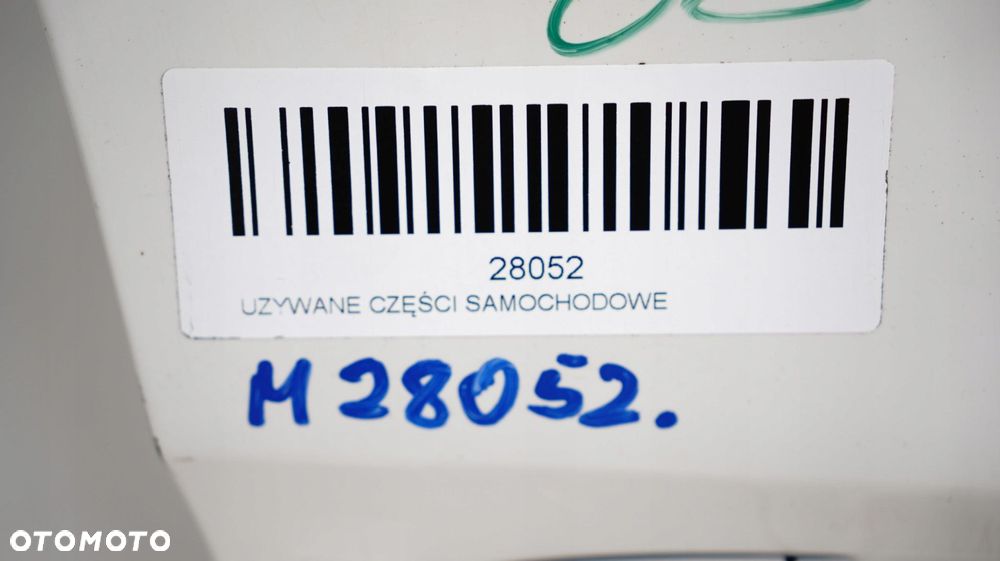 28052
UZYWANE CZĘŚCI SAMOCHODOWE
M 28052.
OTOMOTO